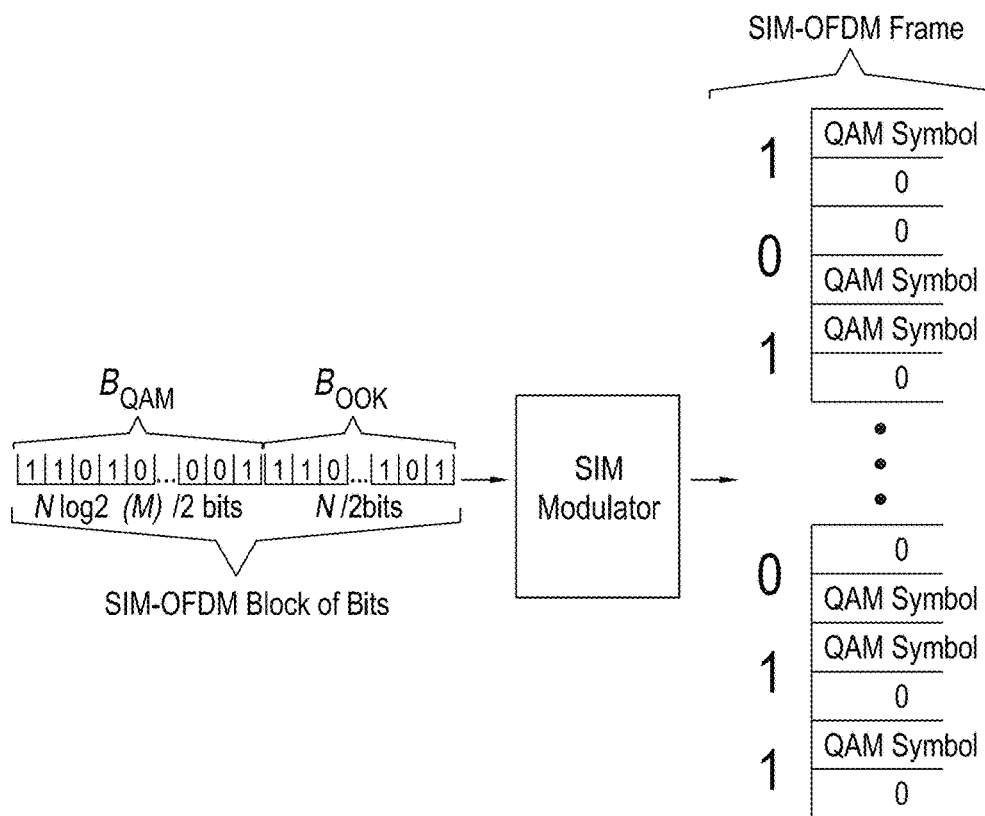 SIM-OFDM Frame
1
QAM Symbol
0
0
0
QAM Symbol
1
QAM Symbol
0
B QAM
B OOK
1 1 0 1 0 ... 0 0 1 1 1 0 ... 1 0 1
N log2 (M) /2 bits
N /2bits
SIM-OFDM Block of Bits
SIM
Modulator
0
0
QAM Symbol
1
QAM Symbol
0
1
QAM Symbol
0